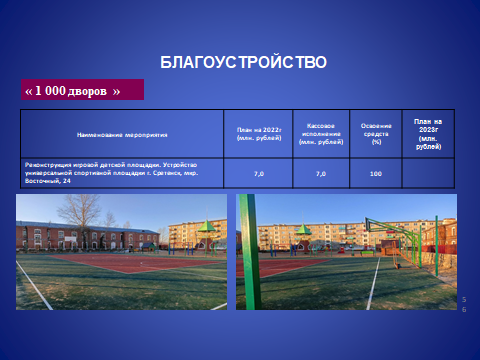 БЛАГОУСТРОЙСТВО
« 1 000 дворов »
Наименование мероприятия
План на 2022г
(млн. рублей)
Кассовое
исполнение
(млн. рублей)
Освоение
средств
(%)
План на
2023г
(млн.
рублей)
Реконструкция игровой детской площадки. Устройство
универсальной спортивной площадки г. Сретенск, мкр.
Восточный, 24
7,0
7,0
100
5
6